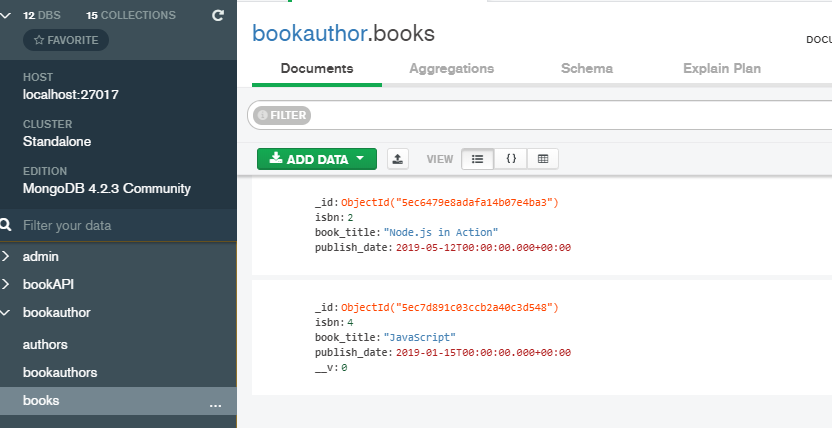 12 DBS 15 COLLECTIONS
FAVORITE
HOST
localhost:27017
CLUSTER
Standalone
EDITION
MongoDB 4.2.3 Community
Filter your data
admin
bookAPI
bookauthor
authors
bookauthors
books ...
bookauthor.books
DOCU
Documents Aggregations Schema Explain Plan
FILTER
ADD DATA VIEW { }
_id: ObjectId("5ec6479e8adafa14b07e4ba3")
isbn: 2
book_title: "Node.js in Action"
publish_date: 2019-05-12T00:00:00.000+00:00
_id: ObjectId("5ec7d891c03ccb2a40c3d548")
isbn: 4
book_title: "JavaScript"
publish_date: 2019-01-15T00:00:00.000+00:00
__v: 0